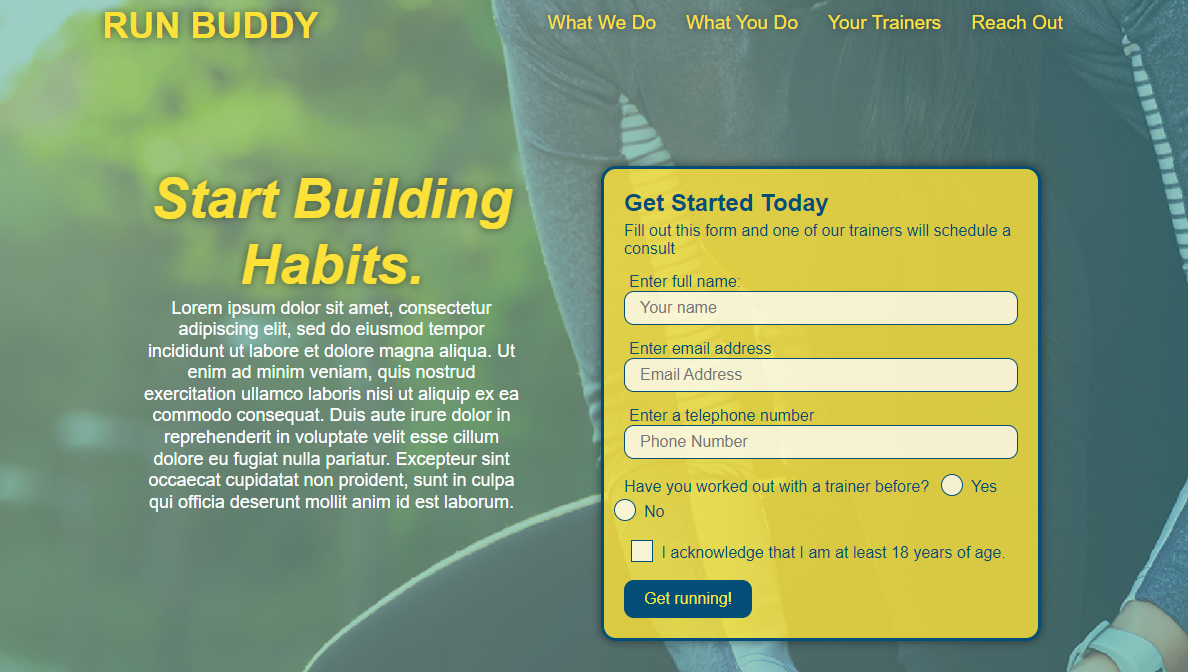 RUN BUDDY
What We Do What You Do Your Trainers Reach Out
Start Building
Habits.
Lorem ipsum dolor sit amet, consectetur
adipiscing elit, sed do eiusmod tempor
incididunt ut labore et dolore magna aliqua. Ut
enim ad minim veniam, quis nostrud
exercitation ullamco laboris nisi ut aliquip ex ea
commodo consequat. Duis aute irure dolor in
reprehenderit in voluptate velit esse cillum
dolore eu fugiat nulla pariatur. Excepteur sint
occaecat cupidatat non proident, sunt in culpa
qui officia deserunt mollit anim id est laborum.
Get Started Today
Fill out this form and one of our trainers will schedule a
consult
Enter full name:
Your name
Enter email address
Email Address
Enter a telephone number
Phone Number
Have you worked out with a trainer before? Yes
No
I acknowledge that I am at least 18 years of age.
Get running!